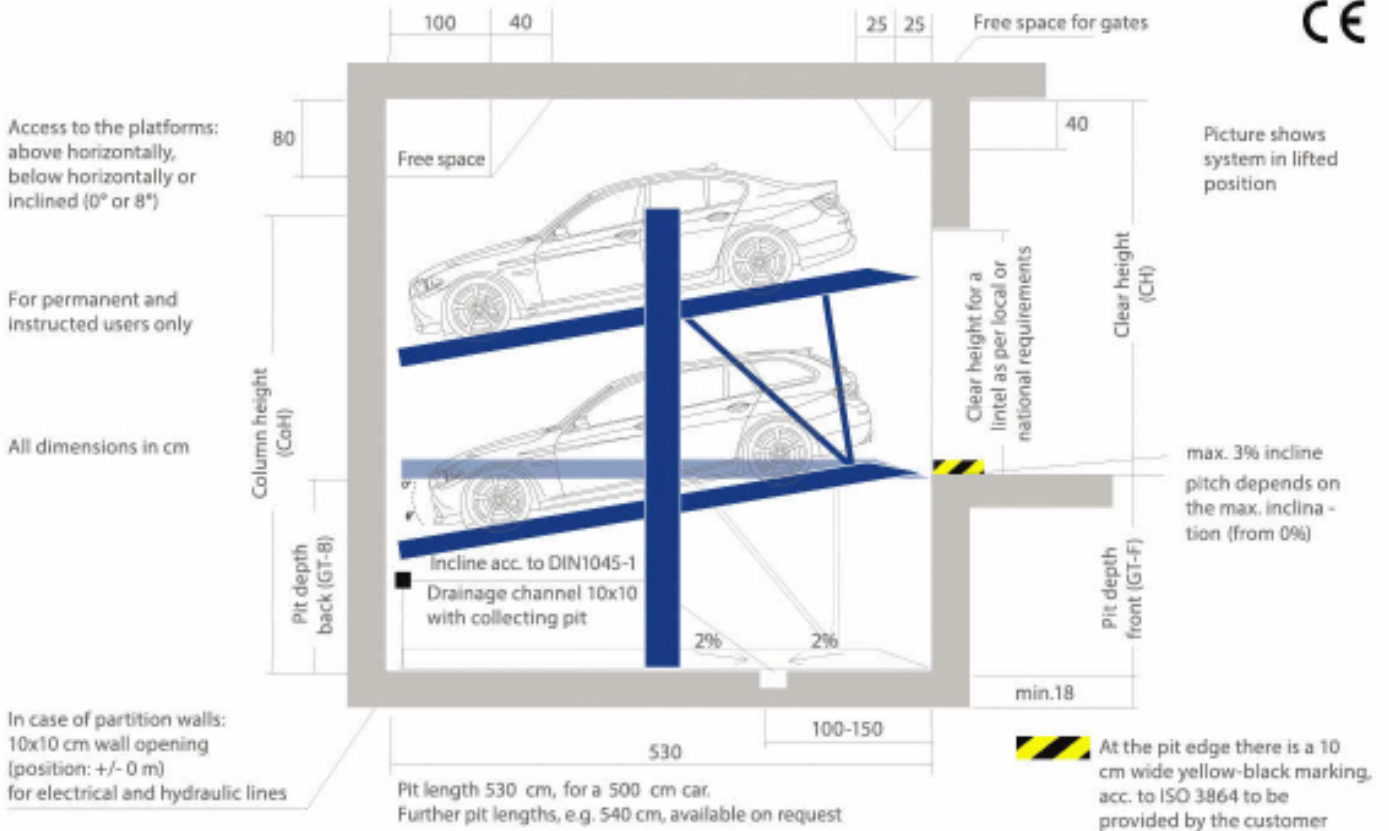 100
40
25
25
Free space for gates
CE
Access to the platforms:
above horizontally,
below horizontally or
inclined (0° or 8°)
80
Free space
40
Picture shows
system in lifted
position
For permanent and
instructed users only
All dimensions in cm
Column height
(CoH)
Clear height for a
lintel as per local or
national requirements
Clear height
(CH)
max. 3% incline
pitch depends on
the max. inclina -
tion (from 0%)
0°
8°
Incline acc. to DIN1045-1
Drainage channel 10x10
with collecting pit
Pit depth
back (GT-B)
2%
2%
Pit depth
front (GT-F)
min.18
In case of partition walls:
10x10 cm wall opening
(position: +/- 0 m)
for electrical and hydraulic lines
100-150
530
Pit length 530 cm, for a 500 cm car.
Further pit lengths, e.g. 540 cm, available on request
At the pit edge there is a 10
cm wide yellow-black marking,
acc. to ISO 3864 to be
provided by the customer